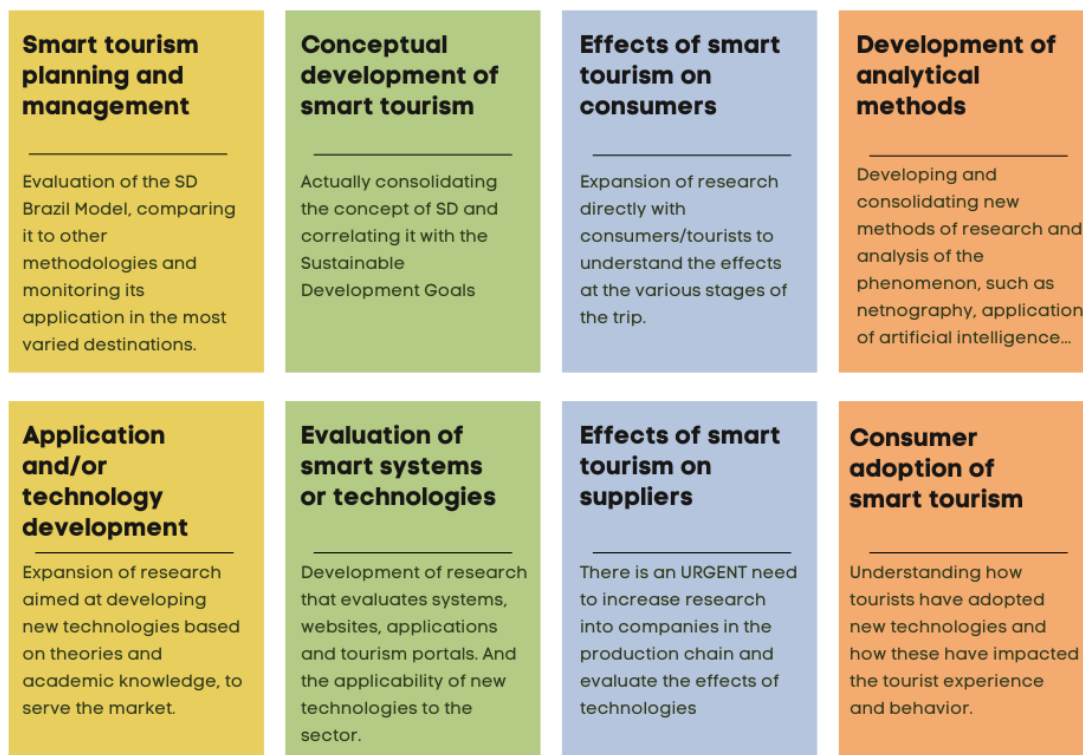 Smart tourism
planning and
management
Evaluation of the SD
Brazil Model, comparing
it to other
methodologies and
monitoring its
application in the most
varied destinations.
Conceptual
development of
smart tourism
Actually consolidating
the concept of SD and
correlating it with the
Sustainable
Development Goals
Effects of smart
tourism on
consumers
Expansion of research
directly with
consumers/tourists to
understand the effects
at the various stages of
the trip.
Development of
analytical
methods
Developing and
consolidating new
methods of research and
analysis of the
phenomenon, such as
netnography, application
of artificial intelligence...
Application
and/or
technology
development
Expansion of research
aimed at developing
new technologies based
on theories and
academic knowledge, to
serve the market.
Evaluation of
smart systems
or technologies
Development of research
that evaluates systems,
websites, applications
and tourism portals. And
the applicability of new
technologies to the
sector.
Effects of smart
tourism on
suppliers
There is an URGENT need
to increase research
into companies in the
production chain and
evaluate the effects of
technologies
Consumer
adoption of
smart tourism
Understanding how
tourists have adopted
new technologies and
how these have impacted
the tourist experience
and behavior.